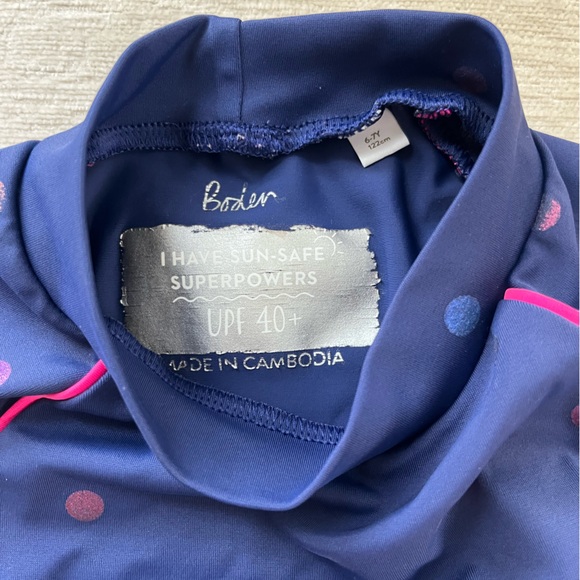 6-7Y
122cm
Boden
I HAVE SUN-SAFE
SUPERPOWERS
UPF 40+
MADE IN CAMBODIA